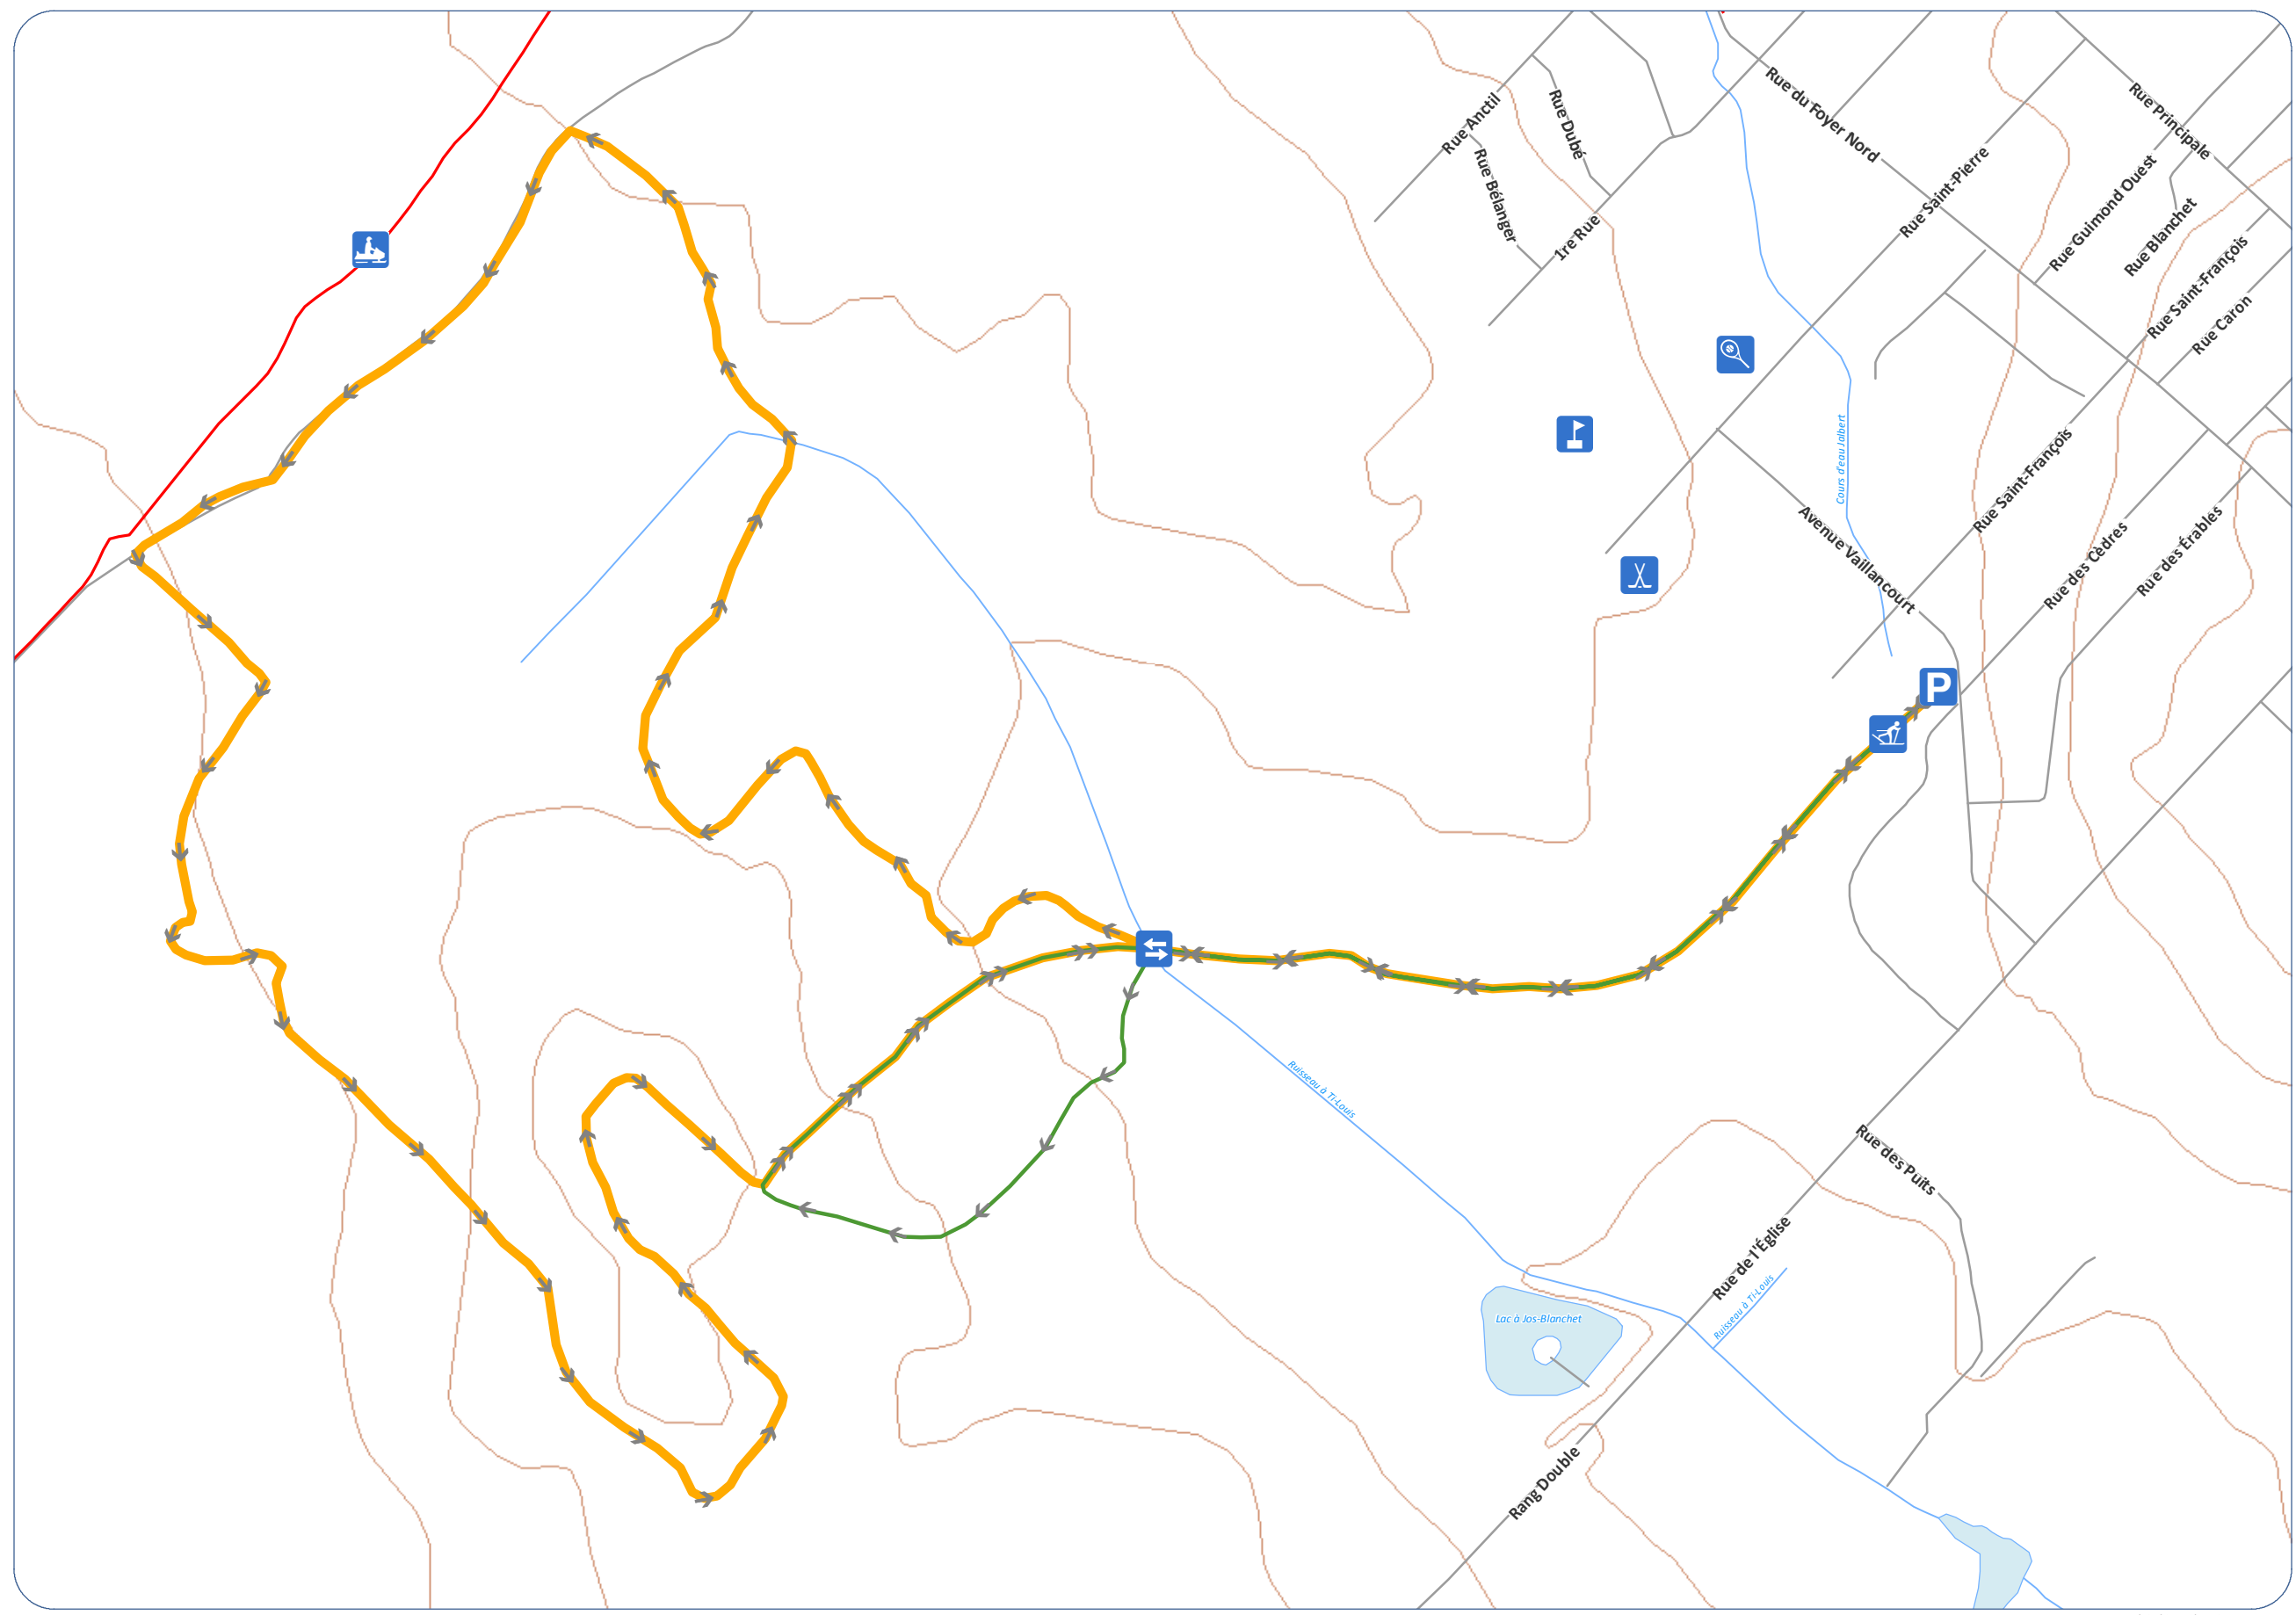 Rue Anctil
Rue Dubé
Rue Bélanger
1re Rue
Rue du Foyer Nord
Rue Principale
Rue Saint-Pierre
Rue Guimond Ouest
Rue Blanchet
Rue Saint-François
Rue Caron
Cours d'eau Jalbert
Avenue Vaillancourt
Rue Saint-François
Rue des Cèdres
Rue des Érables
P
Ruisseau à Ti-Louis
Rue des Puits
Rue de l'Église
Ruisseau à Ti-Louis
Lac à Jos-Blanchet
Rang Double